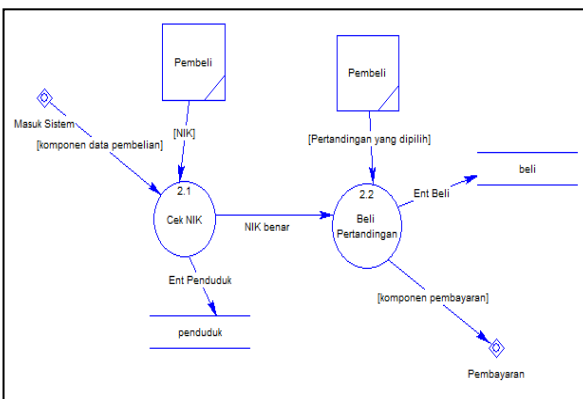 Pembeli
Pembeli
Masuk Sistem
[NIK]
[komponen data pembelian]
[Pertandingan yang dipilih]
beli
2.1
Cek NIK
2.2
Beli
Pertandingan
Ent Beli
NIK benar
Ent Penduduk
[komponen pembayaran]
penduduk
Pembayaran